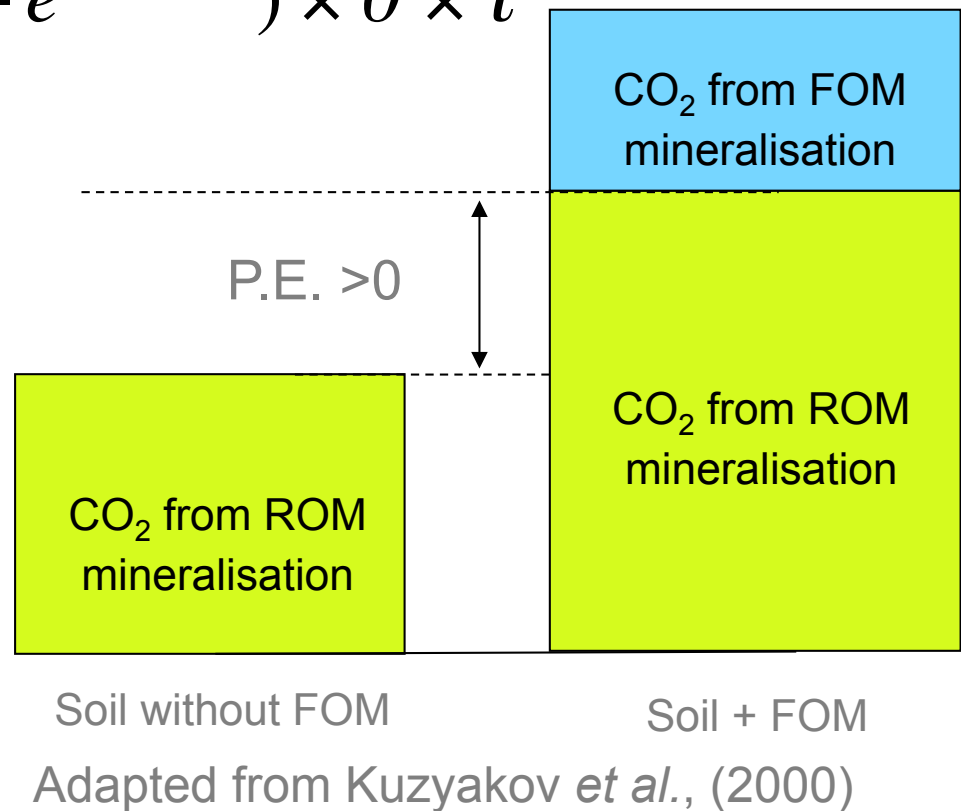 e ) × θ × t
CO₂ from FOM
mineralisation
P.E. >0
CO₂ from ROM
mineralisation
CO₂ from ROM
mineralisation
Soil without FOM
Soil + FOM
Adapted from Kuzyakov et al., (2000)